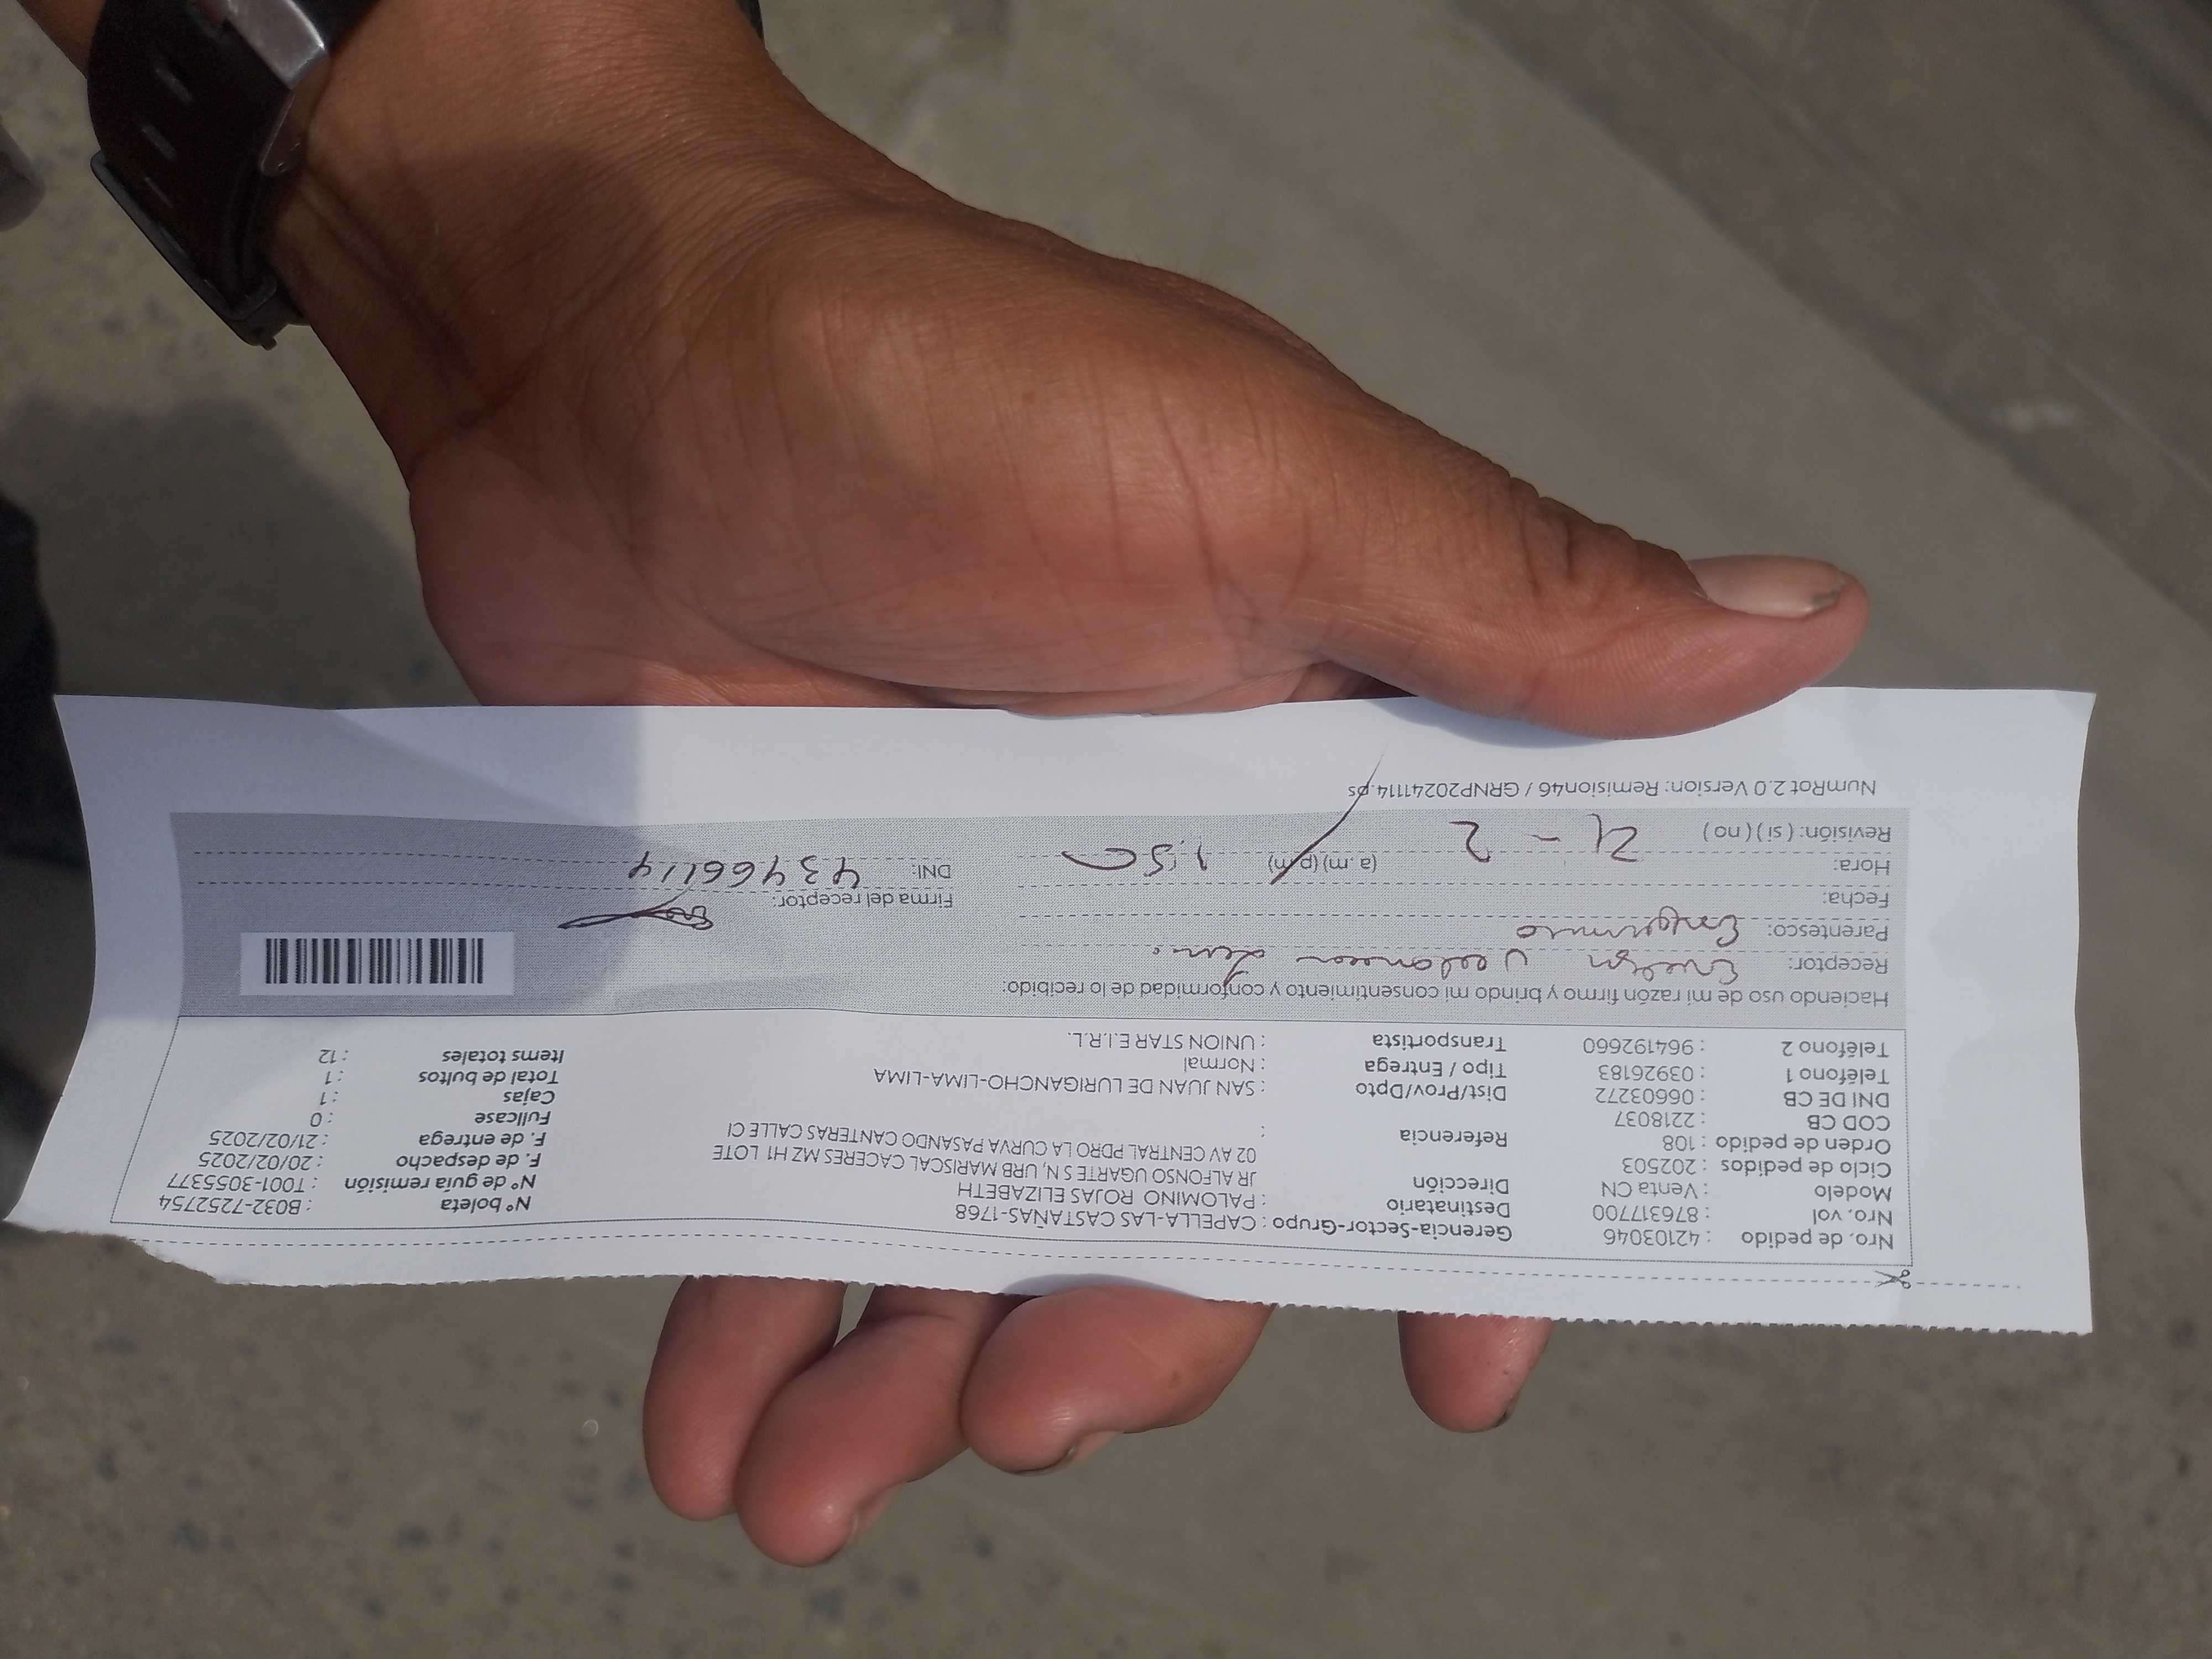 Nro. de pedido : 42103046 Gerencia-Sector-Grupo : CAPELLA-LAS CASTAÑAS-1768 N° boleta : B032-7252754
Nro. vol : 876317700 Destinatario : PALOMINO ROJAS ELIZABETH N° de guía remisión : T001-3055377
Modelo : Venta CN Dirección JR ALFONSO UGARTE S N, URB MARISCAL CACERES MZ H1 LOTE F. de despacho : 20/02/2025
Ciclo de pedidos : 202503 02 AV CENTRAL PDRO LA CURVA PASANDO CANTERAS CALLE CI F. de entrega : 21/02/2025
Orden de pedido : 108 Referencia : Fullcase : 0
COD CB : 2218037 Cajas : 1
DNI DE CB : 06603272 Dist/Prov/Dpto : SAN JUAN DE LURIGANCHO-LIMA-LIMA Total de bultos : 1
Teléfono 1 : 03926183 Tipo / Entrega : Normal Items totales : 12
Teléfono 2 : 964192660 Transportista : UNION STAR E.I.R.L.
Haciendo uso de mi razón firmo y brindo mi consentimiento y conformidad de lo recibido:
Receptor: Evelyn
Parentesco:
Fecha: Firma del receptor:
Hora: (a.m) (p.m) 1:50 DNI: 43466114
Revisión: ( si ) ( no ) 21 - 2
NumRot 2.0 Version: Remision46 / GRNP20241114.ps